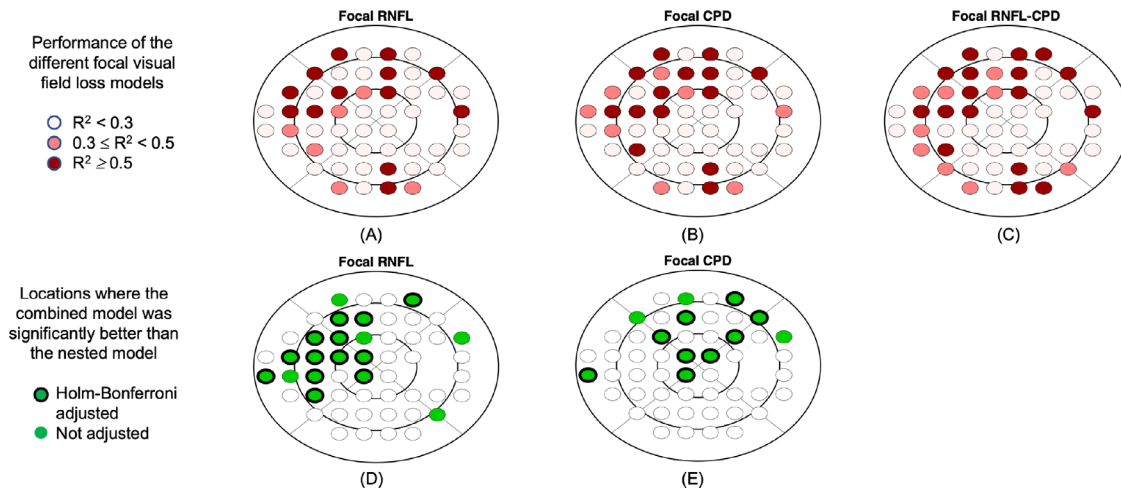 Focal RNFL
Focal CPD
Focal RNFL-CPD
Performance of the
different focal visual
field loss models
R² < 0.3
0.3 ≤ R² < 0.5
R² ≥ 0.5
(A)
(B)
(C)
Focal RNFL
Focal CPD
Locations where the
combined model was
significantly better than
the nested model
Holm-Bonferroni
adjusted
Not adjusted
(D)
(E)